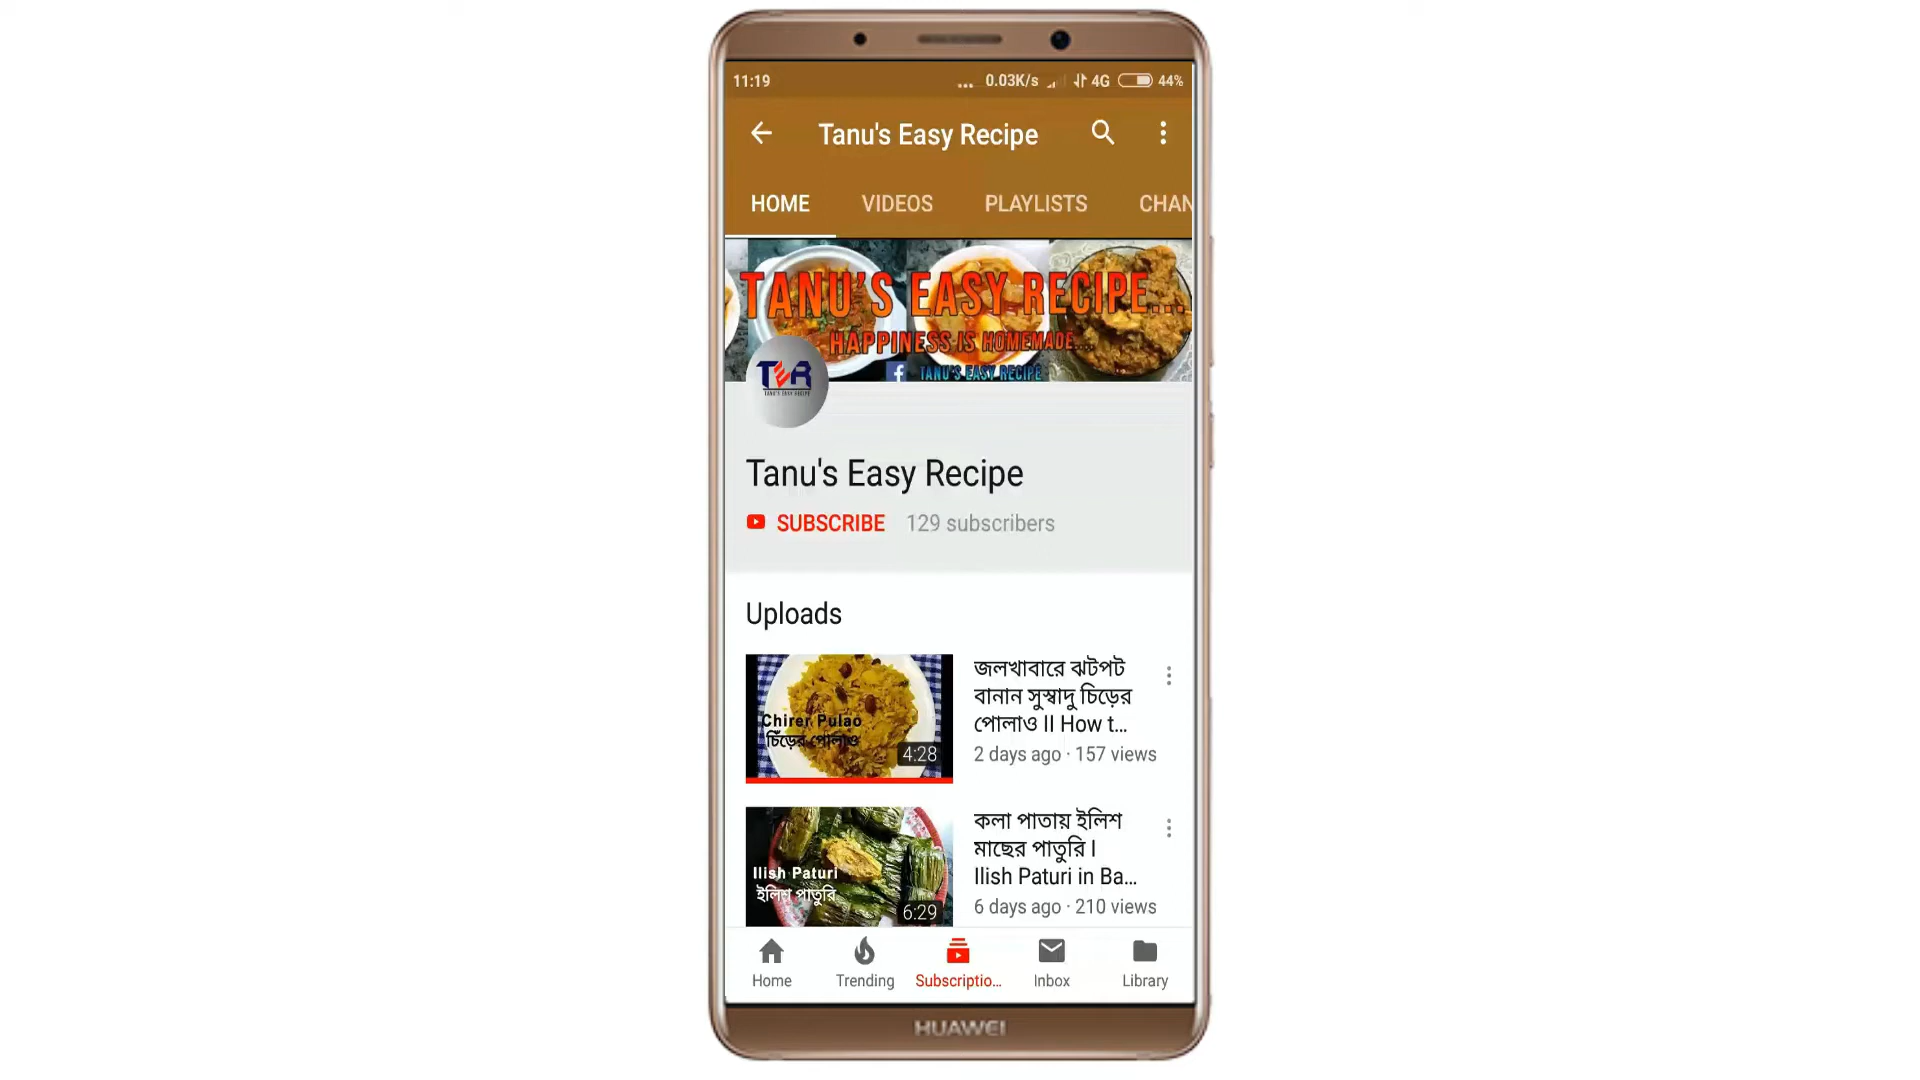 11:19 ... 0.03K/s 4G 44%
Tanu's Easy Recipe
HOME VIDEOS PLAYLISTS CHAN
TANU'S EASY RECIPE...
HAPPINESS IS HOMEMADE...
TANU'S EASY RECIPE
TER
TANU'S EASY RECIPE
Tanu's Easy Recipe
SUBSCRIBE 129 subscribers
Uploads
জলখাবারে ঝটপট
বানান সুস্বাদু চিড়ের
পোলাও II How t...
2 days ago · 157 views
Chirer Pulao
চিঁড়ের পোলাও
4:28
কলা পাতায় ইলিশ
মাছের পাতুরি I
Ilish Paturi in Ba...
6 days ago · 210 views
Ilish Paturi
ইলিশ পাতুরি
6:29
Home Trending Subscriptio... Inbox Library
HUAWEI